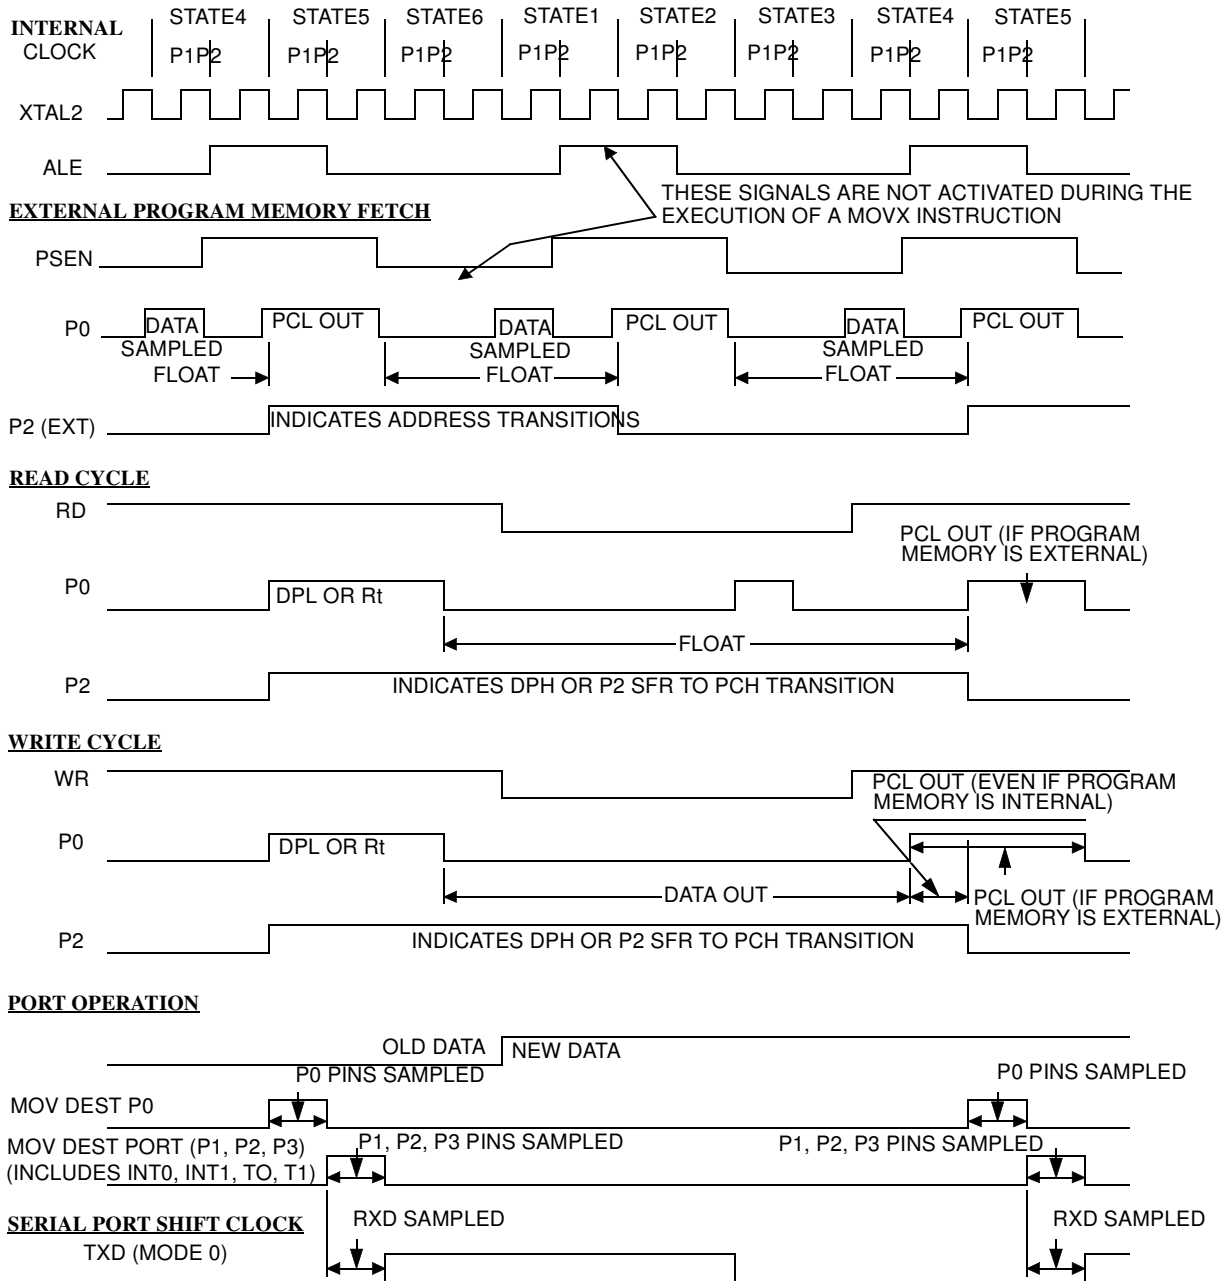 INTERNAL
CLOCK
STATE4 STATE5 STATE6 STATE1 STATE2 STATE3 STATE4 STATE5
P1P2 P1P2 P1P2 P1P2 P1P2 P1P2 P1P2 P1P2
XTAL2
ALE
THESE SIGNALS ARE NOT ACTIVATED DURING THE
EXECUTION OF A MOVX INSTRUCTION
EXTERNAL PROGRAM MEMORY FETCH
PSEN
P0
DATA PCL OUT DATA PCL OUT DATA PCL OUT
SAMPLED SAMPLED SAMPLED
FLOAT FLOAT FLOAT
P2 (EXT)
INDICATES ADDRESS TRANSITIONS
READ CYCLE
RD
PCL OUT (IF PROGRAM
MEMORY IS EXTERNAL)
P0
DPL OR Rt
FLOAT
P2
INDICATES DPH OR P2 SFR TO PCH TRANSITION
WRITE CYCLE
WR
PCL OUT (EVEN IF PROGRAM
MEMORY IS INTERNAL)
P0
DPL OR Rt
DATA OUT
PCL OUT (IF PROGRAM
MEMORY IS EXTERNAL)
P2
INDICATES DPH OR P2 SFR TO PCH TRANSITION
PORT OPERATION
OLD DATA NEW DATA
P0 PINS SAMPLED P0 PINS SAMPLED
MOV DEST P0
MOV DEST PORT (P1, P2, P3)
(INCLUDES INT0, INT1, TO, T1)
P1, P2, P3 PINS SAMPLED P1, P2, P3 PINS SAMPLED
SERIAL PORT SHIFT CLOCK
TXD (MODE 0)
RXD SAMPLED RXD SAMPLED